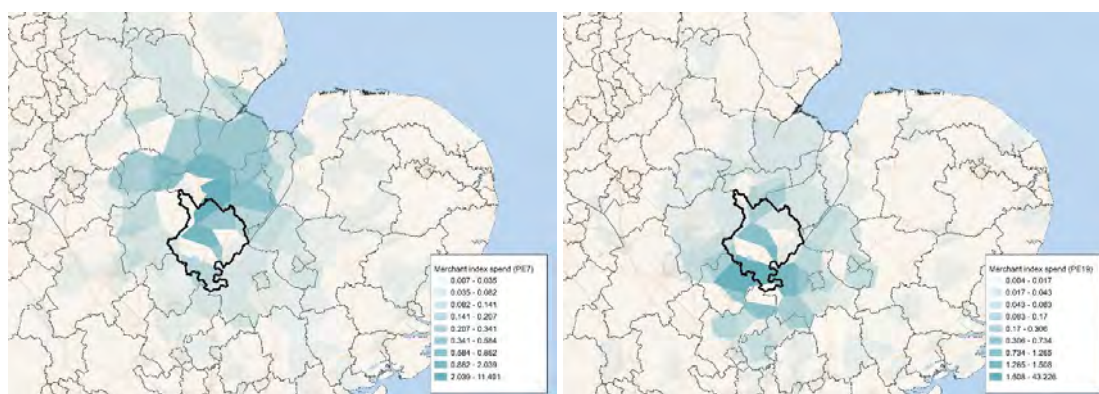 Merchant index spend (PE7)
0.007 - 0.035
0.035 - 0.082
0.082 - 0.141
0.141 - 0.207
0.207 - 0.341
0.341 - 0.584
0.584 - 0.862
0.862 - 2.039
2.039 - 11.491
Merchant index spend (PE19)
0.004 - 0.017
0.017 - 0.043
0.043 - 0.083
0.083 - 0.17
0.17 - 0.306
0.306 - 0.734
0.734 - 1.265
1.265 - 1.508
1.508 - 43.226